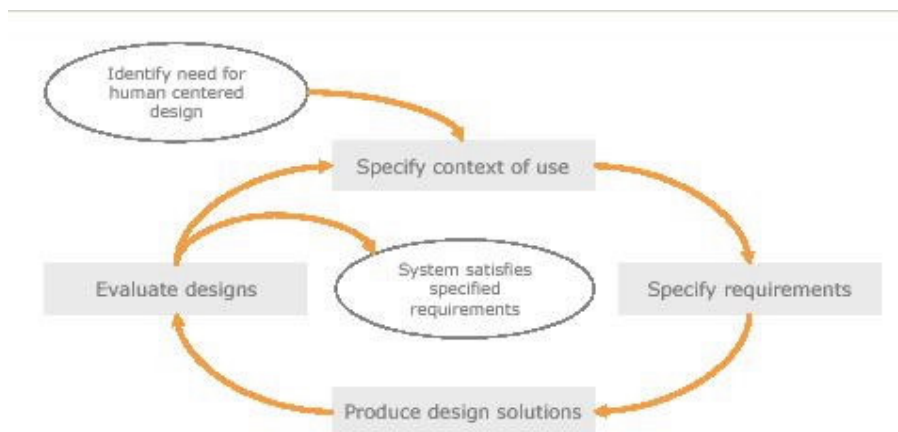 Identify need for
human centered
design
Specify context of use
Evaluate designs
System satisfies
specified
requirements
Specify requirements
Produce design solutions